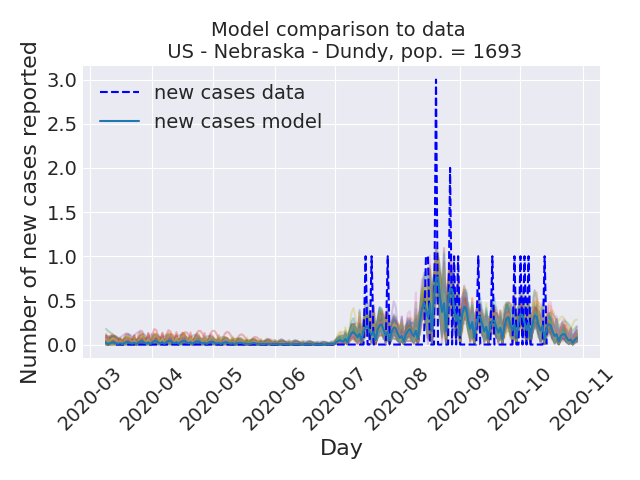 Model comparison to data
US - Nebraska - Dundy, pop. = 1693
Number of new cases reported
3.0
2.5
2.0
1.5
1.0
0.5
0.0
new cases data
new cases model
2020-03
2020-04
2020-05
2020-06
2020-07
2020-08
2020-09
2020-10
2020-11
Day